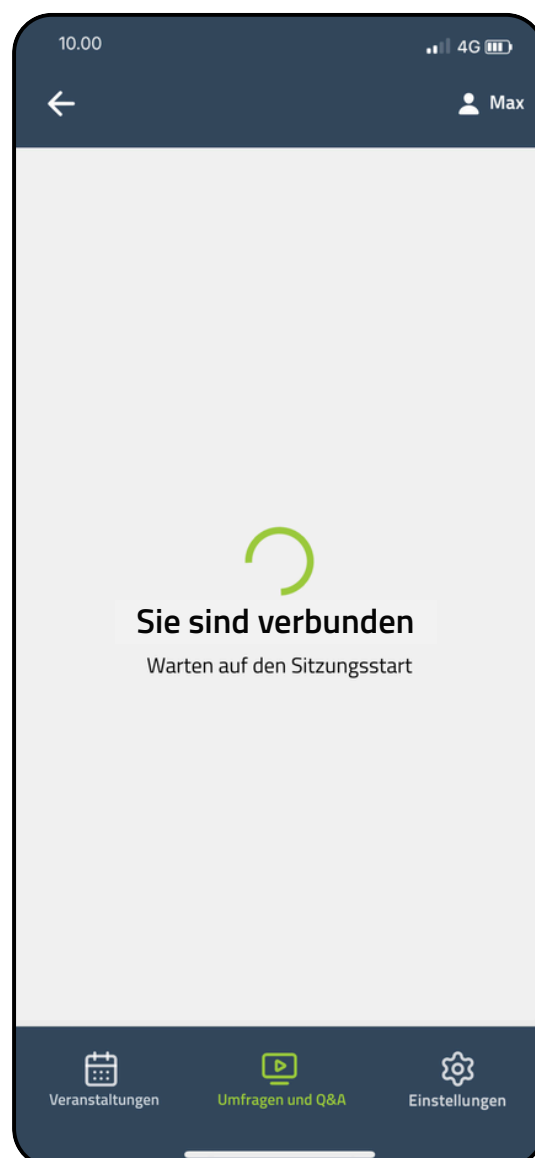 10.00
4G
Max
Sie sind verbunden
Warten auf den Sitzungsstart
Veranstaltungen
Umfragen und Q&A
Einstellungen